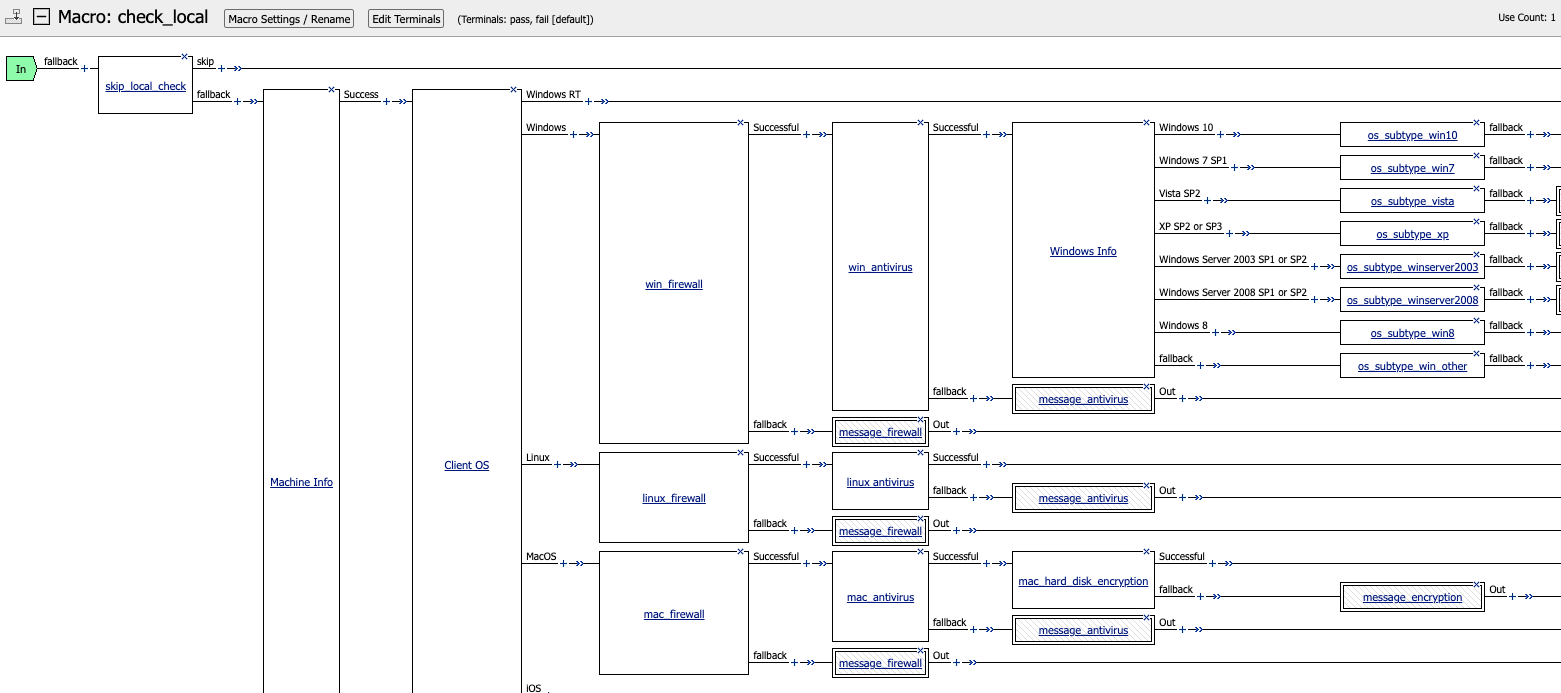 Macro: check_local
Macro Settings / Rename
Edit Terminals
(Terminals: pass, fail [default])
Use Count: 1
In
fallback
skip_local_check
skip
fallback
Machine Info
Success
Client OS
Windows RT
Windows
win_firewall
Successful
win_antivirus
Successful
Windows Info
Windows 10
os_subtype_win10
fallback
Windows 7 SP1
os_subtype_win7
fallback
Vista SP2
os_subtype_vista
fallback
XP SP2 or SP3
os_subtype_xp
fallback
Windows Server 2003 SP1 or SP2
os_subtype_winserver2003
fallback
Windows Server 2008 SP1 or SP2
os_subtype_winserver2008
fallback
Windows 8
os_subtype_win8
fallback
fallback
os_subtype_win_other
fallback
fallback
message_antivirus
Out
fallback
message_firewall
Out
Linux
linux_firewall
Successful
linux antivirus
Successful
fallback
message_antivirus
Out
fallback
message_firewall
Out
MacOS
mac_firewall
Successful
mac_antivirus
Successful
mac_hard_disk_encryption
Successful
fallback
message_encryption
Out
fallback
message_antivirus
Out
fallback
message_firewall
Out
iOS